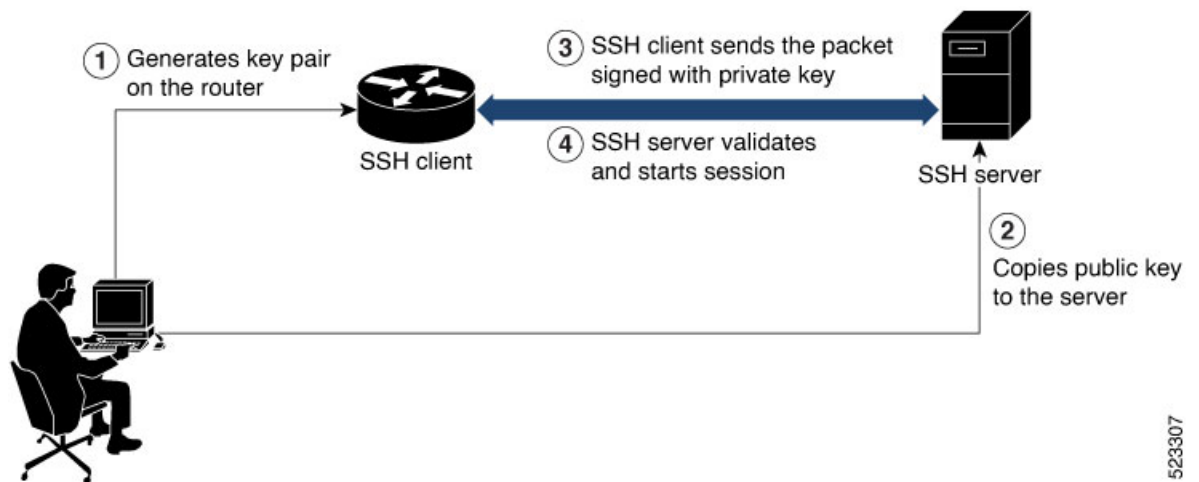 1 Generates key pair
on the router
SSH client
3 SSH client sends the packet
signed with private key
4 SSH server validates
and starts session
SSH server
2
Copies public key
to the server
523307